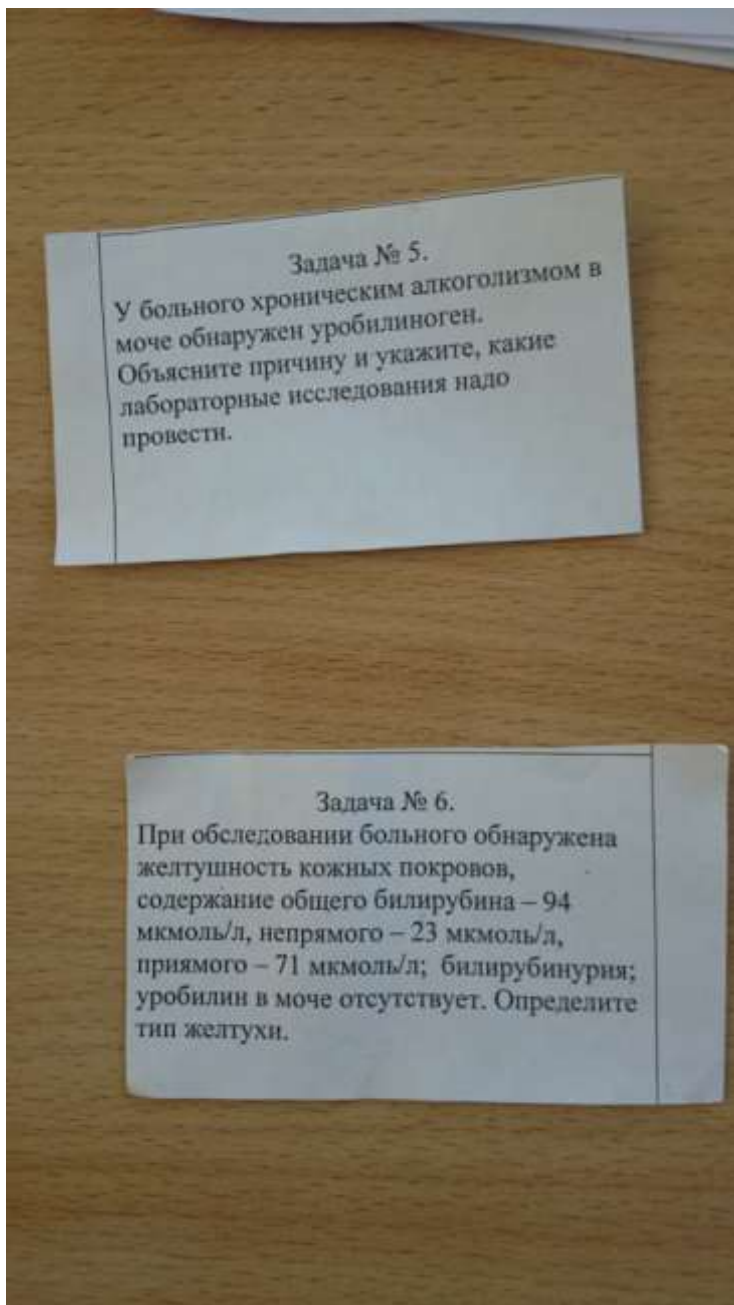 Задача № 5.
У больного хроническим алкоголизмом в
моче обнаружен уробилиноген.
Объясните причину и укажите, какие
лабораторные исследования надо
провести.
Задача № 6.
При обследовании больного обнаружена
желтушность кожных покровов,
содержание общего билирубина – 94
мкмоль/л, непрямого – 23 мкмоль/л,
приямого – 71 мкмоль/л; билирубинурия;
уробилин в моче отсутствует. Определите
тип желтухи.